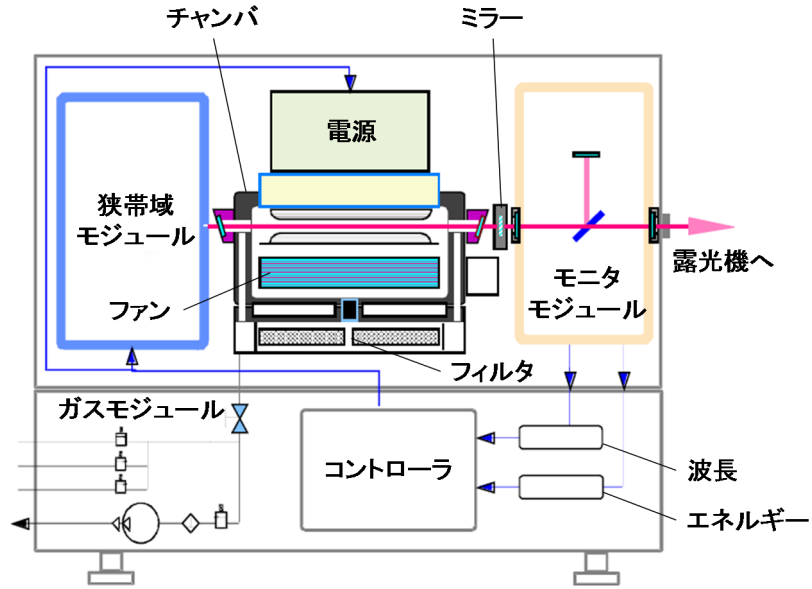 チャンバ
ミラー
電源
狭帯域
モジュール
露光機へ
モニタ
モジュール
ファン
フィルタ
ガスモジュール
コントローラ
波長
エネルギー